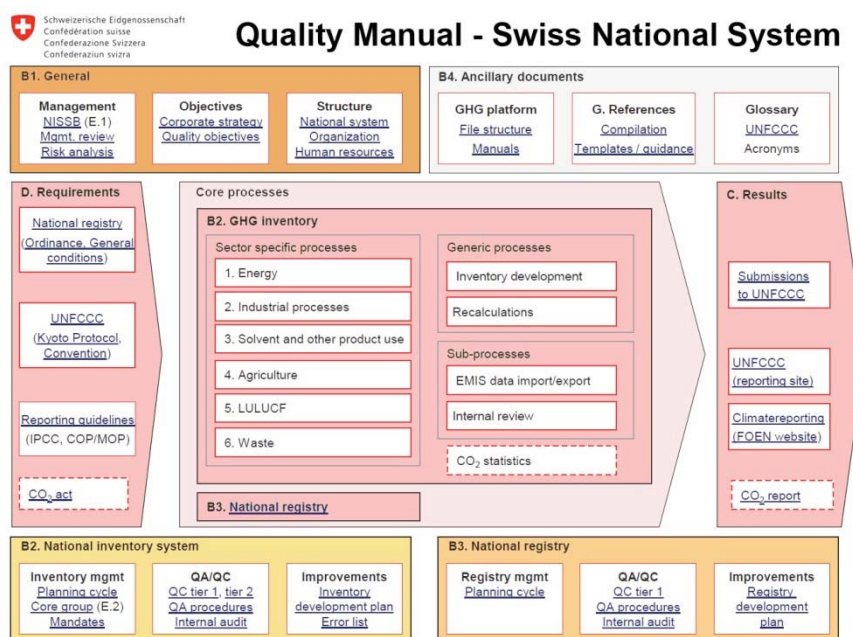 Schweizerische Eidgenossenschaft
Confédération suisse
Confederazione Svizzera
Confederaziun svizra
Quality Manual - Swiss National System
B1. General
Management
NISSB (E.1)
Mgmt. review
Risk analysis
Objectives
Corporate strategy
Quality objectives
Structure
National system
Organization
Human resources
B4. Ancillary documents
GHG platform
File structure
Manuals
G. References
Compilation
Templates / guidance
Glossary
UNFCCC
Acronyms
D. Requirements
National registry
(Ordinance, General
conditions)
UNFCCC
(Kyoto Protocol,
Convention)
Reporting guidelines
(IPCC, COP/MOP)
CO2 act
Core processes
B2. GHG inventory
Sector specific processes
1. Energy
2. Industrial processes
3. Solvent and other product use
4. Agriculture
5. LULUCF
6. Waste
Generic processes
Inventory development
Recalculations
Sub-processes
EMIS data import/export
Internal review
CO2 statistics
B3. National registry
C. Results
Submissions
to UNFCCC
UNFCCC
(reporting site)
Climatereporting
(FOEN website)
CO2 report
B2. National inventory system
Inventory mgmt
Planning cycle
Core group (E.2)
Mandates
QA/QC
QC tier 1, tier 2
QA procedures
Internal audit
Improvements
Inventory
development plan
Error list
B3. National registry
Registry mgmt
Planning cycle
QA/QC
QC tier 1
QA procedures
Internal audit
Improvements
Registry
development
plan